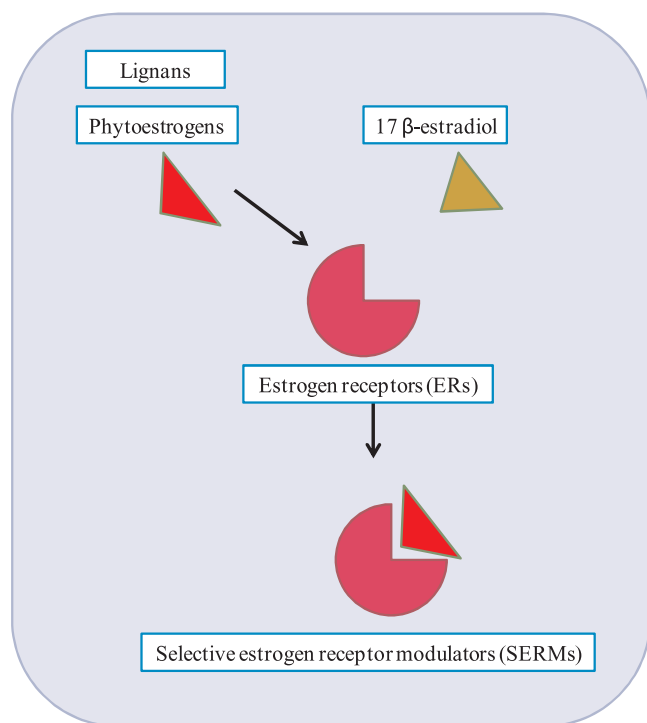 Lignans
Phytoestrogens
17 β-estradiol
Estrogen receptors (ERs)
Selective estrogen receptor modulators (SERMs)